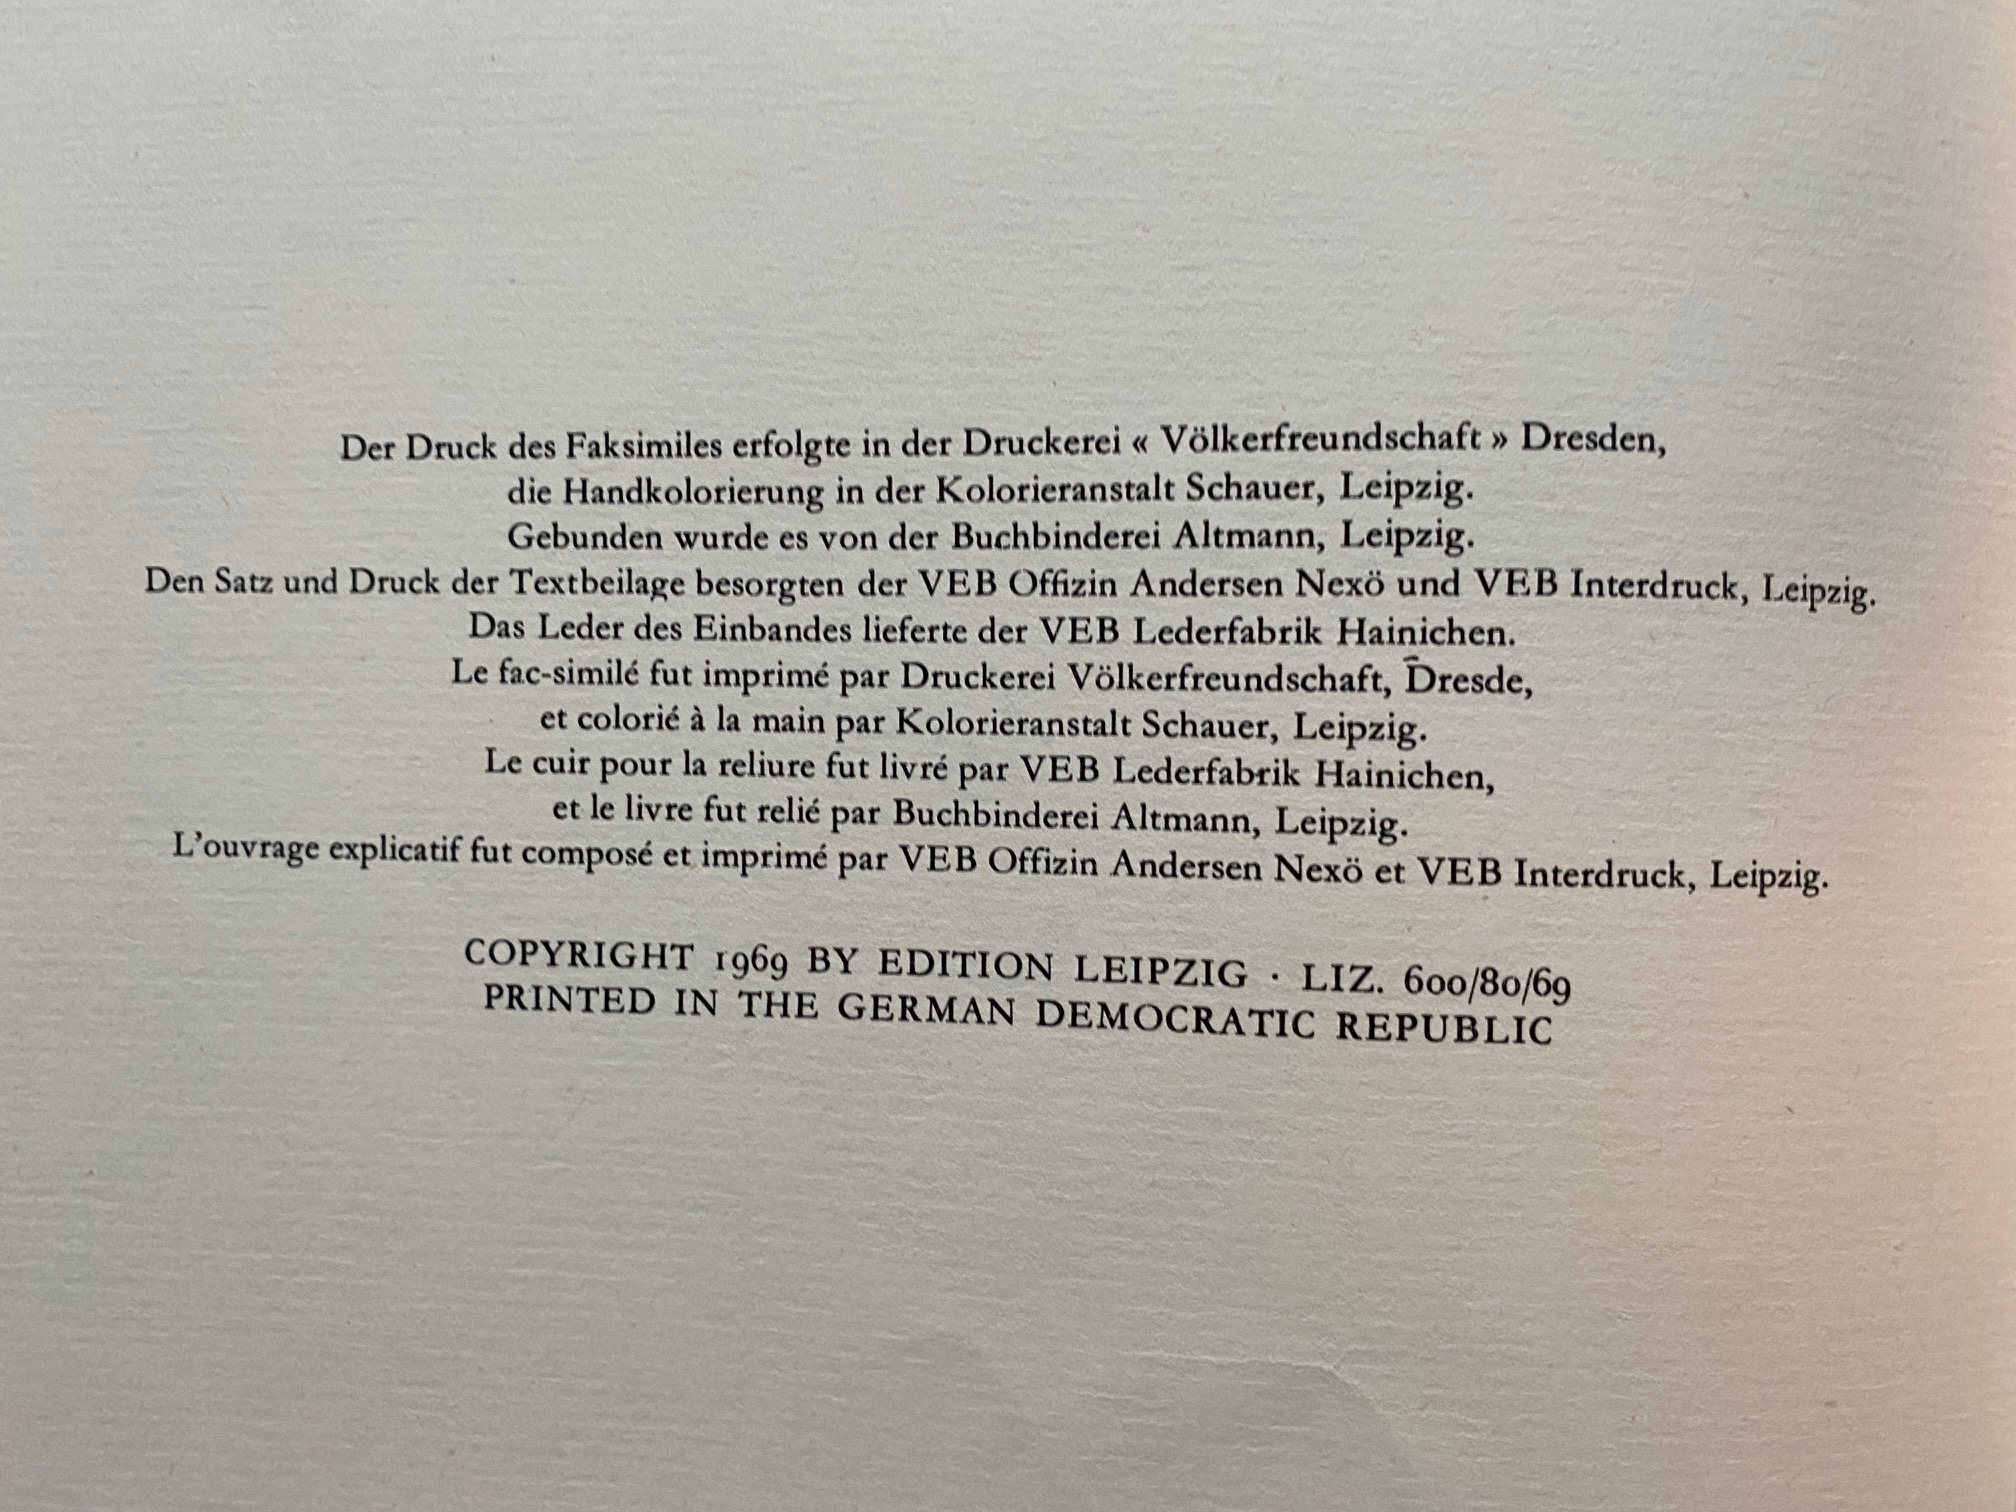 Der Druck des Faksimiles erfolgte in der Druckerei « Völkerfreundschaft » Dresden,
die Handkolorierung in der Kolorieranstalt Schauer, Leipzig.
Gebunden wurde es von der Buchbinderei Altmann, Leipzig.
Den Satz und Druck der Textbeilage besorgten der VEB Offizin Andersen Nexö und VEB Interdruck, Leipzig.
Das Leder des Einbandes lieferte der VEB Lederfabrik Hainichen.
Le fac-similé fut imprimé par Druckerei Völkerfreundschaft, Dresde,
et colorié à la main par Kolorieranstalt Schauer, Leipzig.
Le cuir pour la reliure fut livré par VEB Lederfabrik Hainichen,
et le livre fut relié par Buchbinderei Altmann, Leipzig.
L'ouvrage explicatif fut composé et imprimé par VEB Offizin Andersen Nexö et VEB Interdruck, Leipzig.
COPYRIGHT 1969 BY EDITION LEIPZIG · LIZ. 600/80/69
PRINTED IN THE GERMAN DEMOCRATIC REPUBLIC